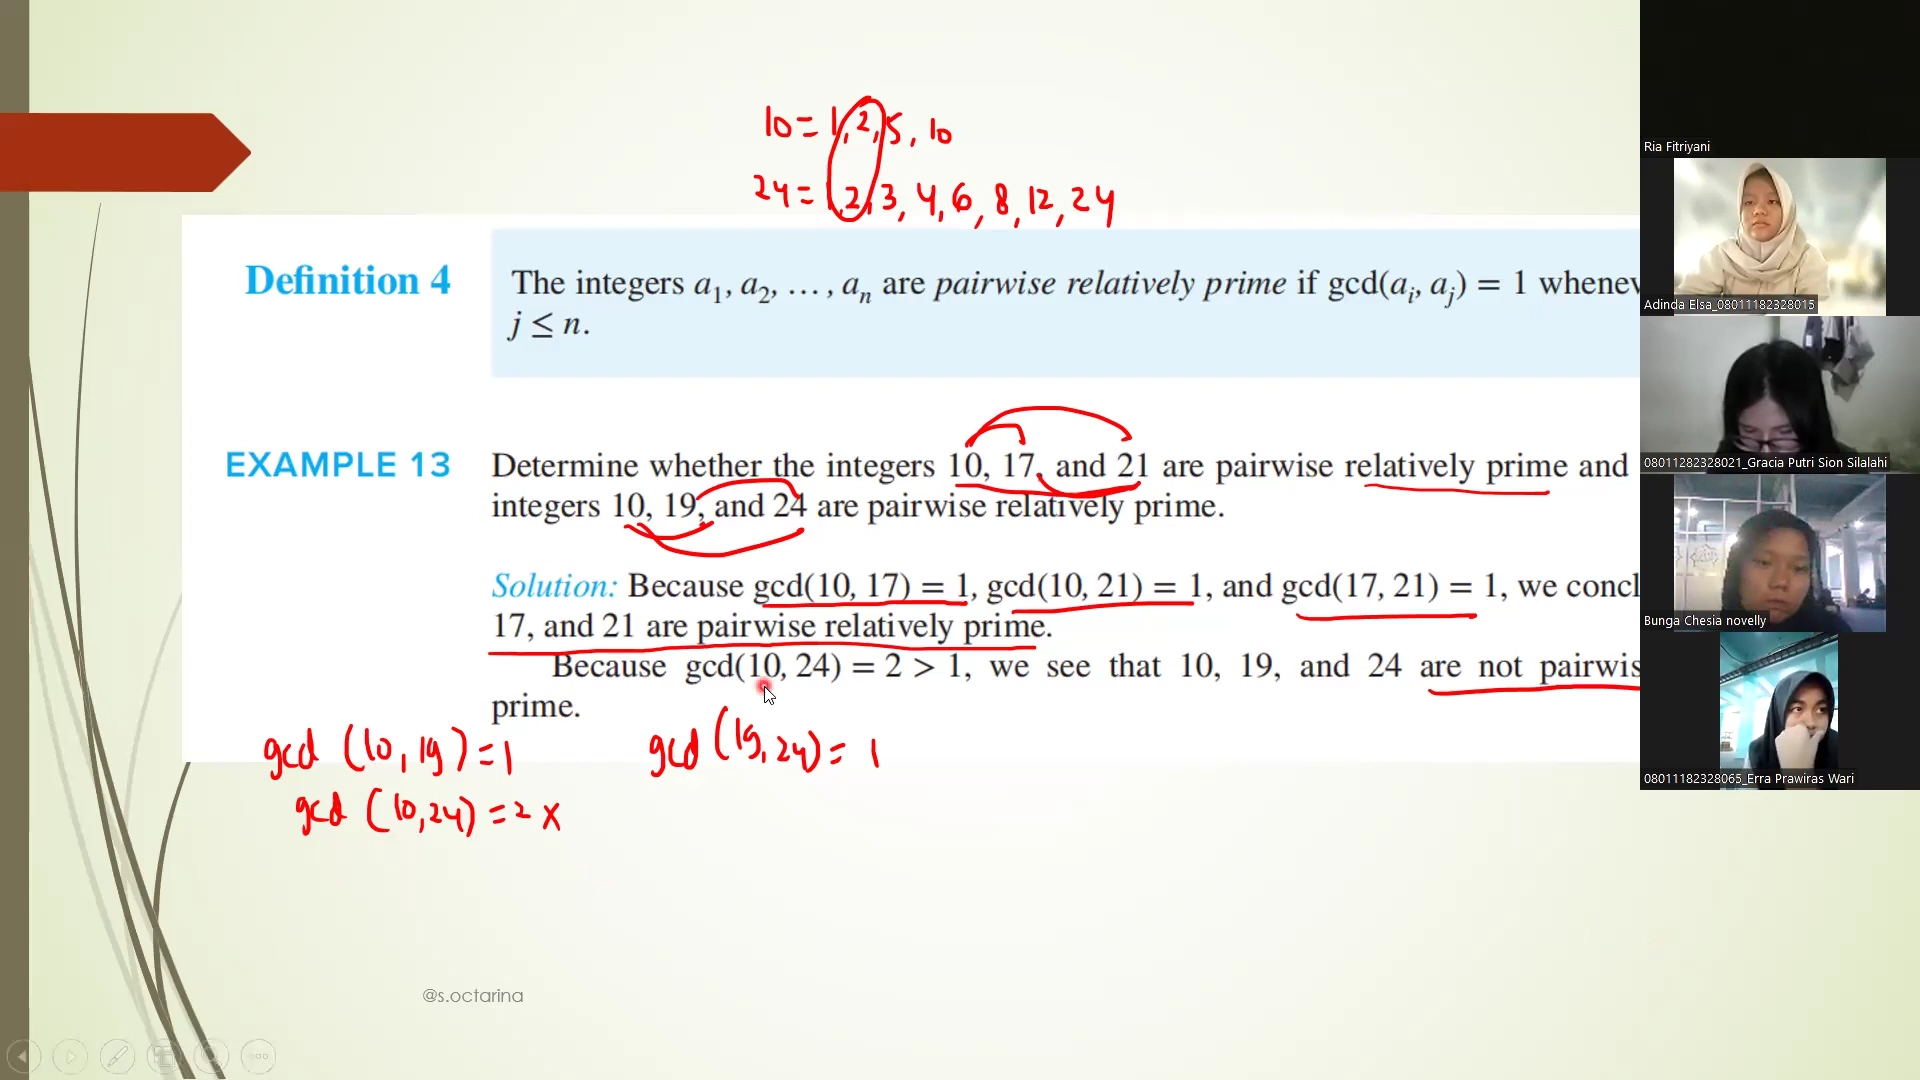 10 = 1, 2, 5, 10
24 = 1, 2, 3, 4, 6, 8, 12, 24
Definition 4
The integers a1, a2, … , an are pairwise relatively prime if gcd(ai, aj) = 1 whenev
j ≤ n.
EXAMPLE 13
Determine whether the integers 10, 17, and 21 are pairwise relatively prime and
integers 10, 19, and 24 are pairwise relatively prime.
Solution: Because gcd(10, 17) = 1, gcd(10, 21) = 1, and gcd(17, 21) = 1, we concl
17, and 21 are pairwise relatively prime.
Because gcd(10, 24) = 2 > 1, we see that 10, 19, and 24 are not pairwis
prime.
gcd (10, 19) = 1
gcd (10, 24) = 2 x
gcd (19, 24) = 1
@s.octarina
Ria Fitriyani
Adinda Elsa_08011182328015
08011282328021_Gracia Putri Sion Silalahi
Bunga Chesia novelly
08011182328065_Erra Prawiras Wari